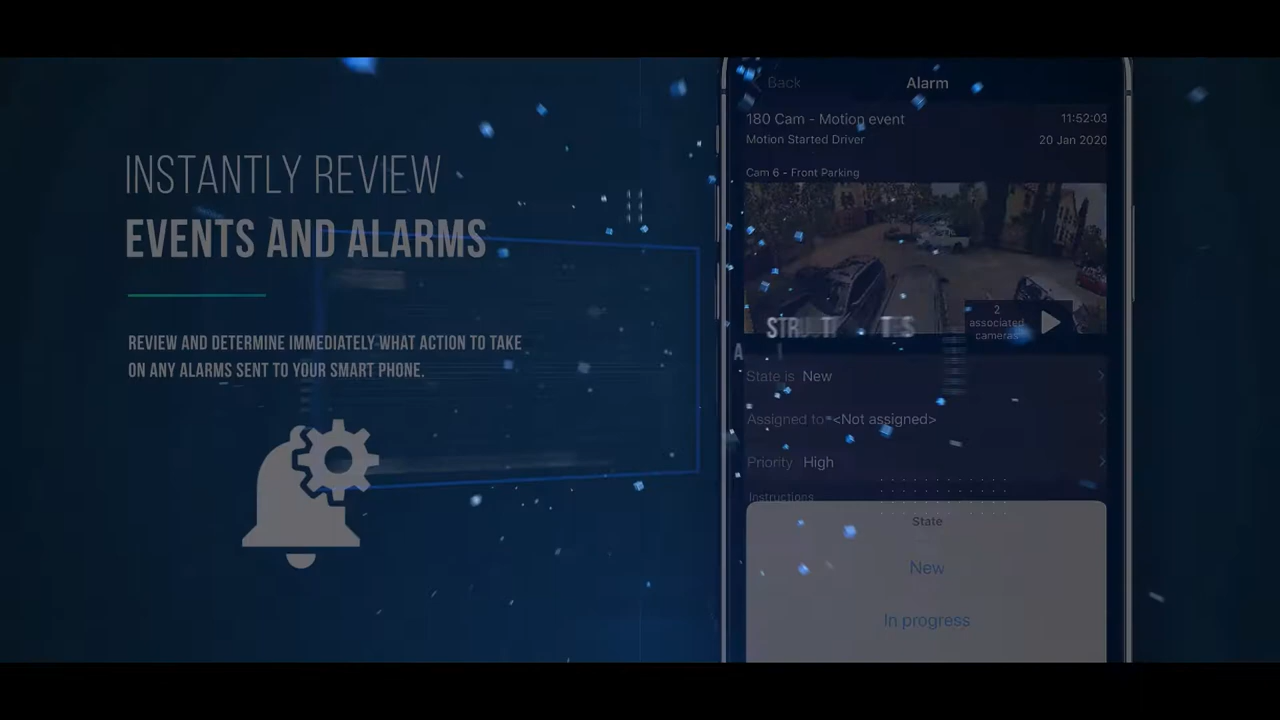 INSTANTLY REVIEW
EVENTS AND ALARMS
REVIEW AND DETERMINE IMMEDIATELY WHAT ACTION TO TAKE
ON ANY ALARMS SENT TO YOUR SMART PHONE.
Back
Alarm
180 Cam - Motion event
11:52:03
Motion Started Driver
20 Jan 2020
Cam 6 - Front Parking
2
associated
cameras
State is New
Assigned to <Not assigned>
Priority High
Instructions
State
New
In progress